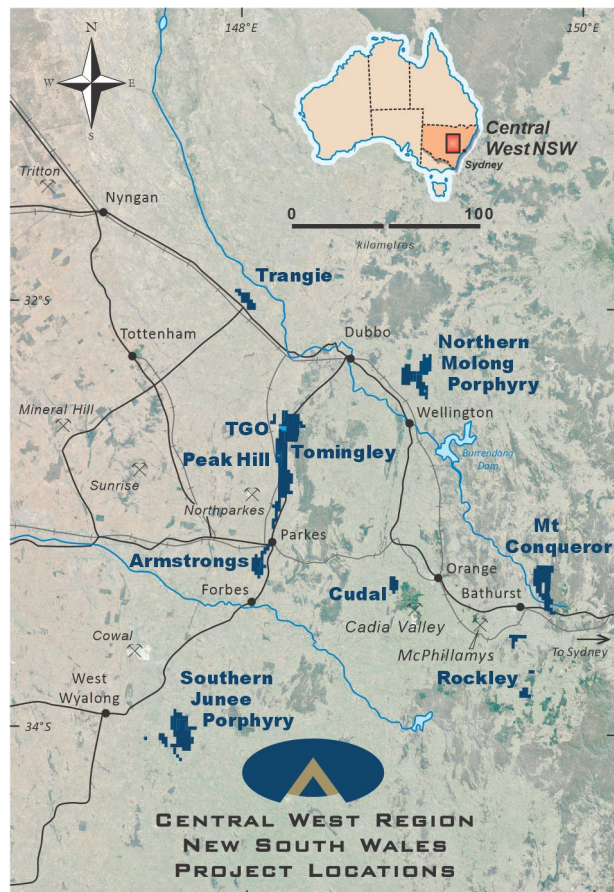 148°E
150°E
N
W
E
S
Central
West NSW
Sydney
Tritton
Nyngan
0
100
kilometres
Trangie
32°S
Tottenham
Dubbo
Northern
Molong
Porphyry
Mineral Hill
TGO
Tomingley
Wellington
Peak Hill
Burrendong
Dam
Sunrise
Northparkes
Mt
Conqueror
Parkes
Armstrongs
Orange
Cudal
Bathurst
Forbes
Cadia Valley
McPhillamys
To Sydney
Cowal
West
Wyalong
Southern
Junee
Porphyry
Rockley
34°S
Central West Region
New South Wales
Project Locations